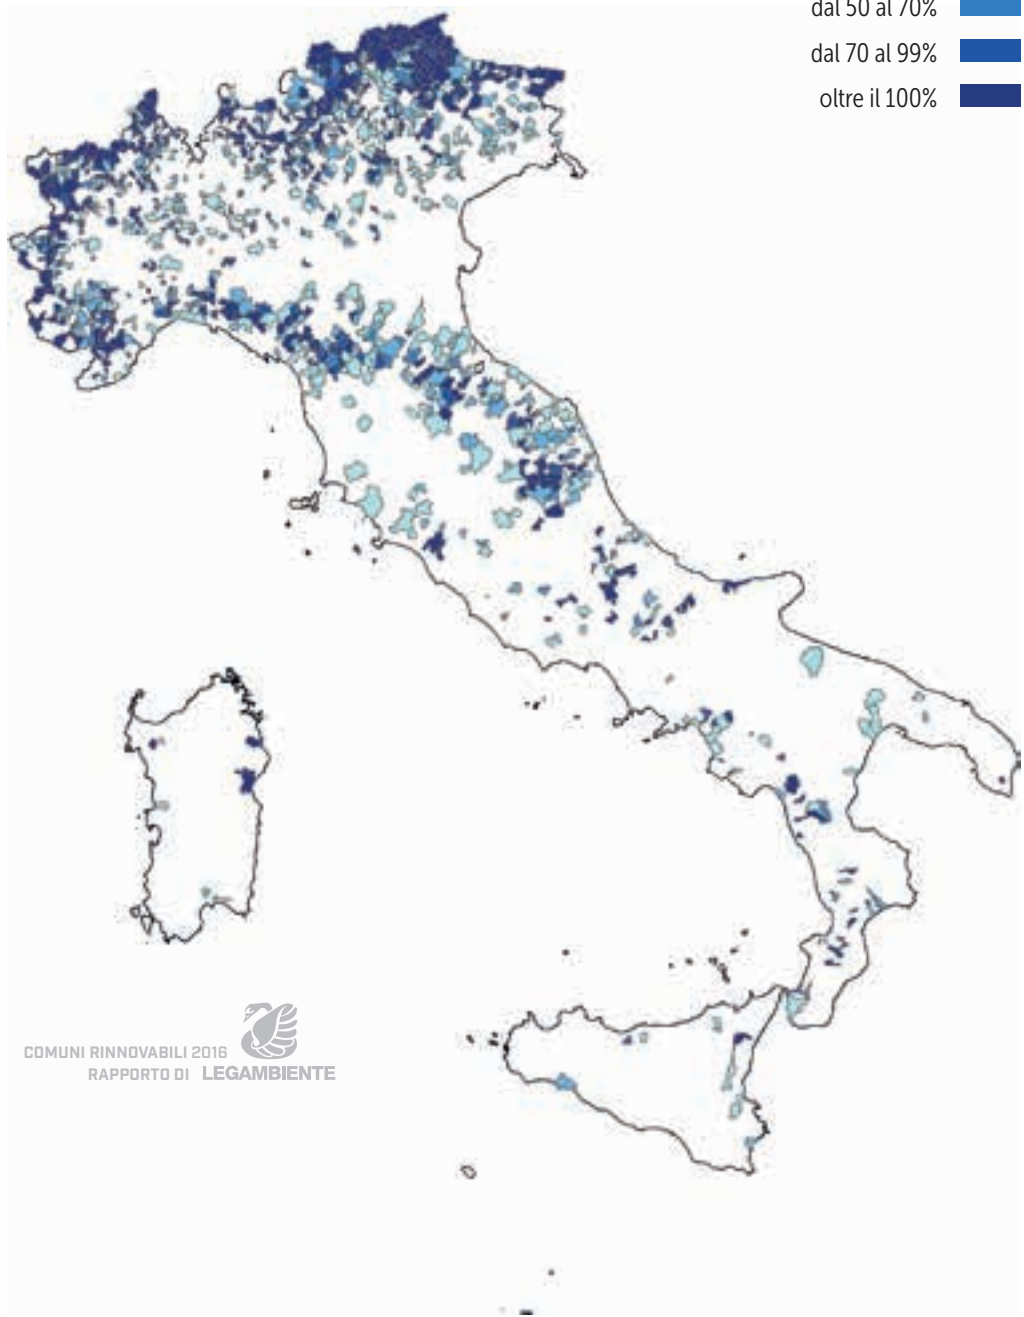 dal 50 al 70%
dal 70 al 99%
oltre il 100%
COMUNI RINNOVABILI 2016
RAPPORTO DI LEGAMBIENTE